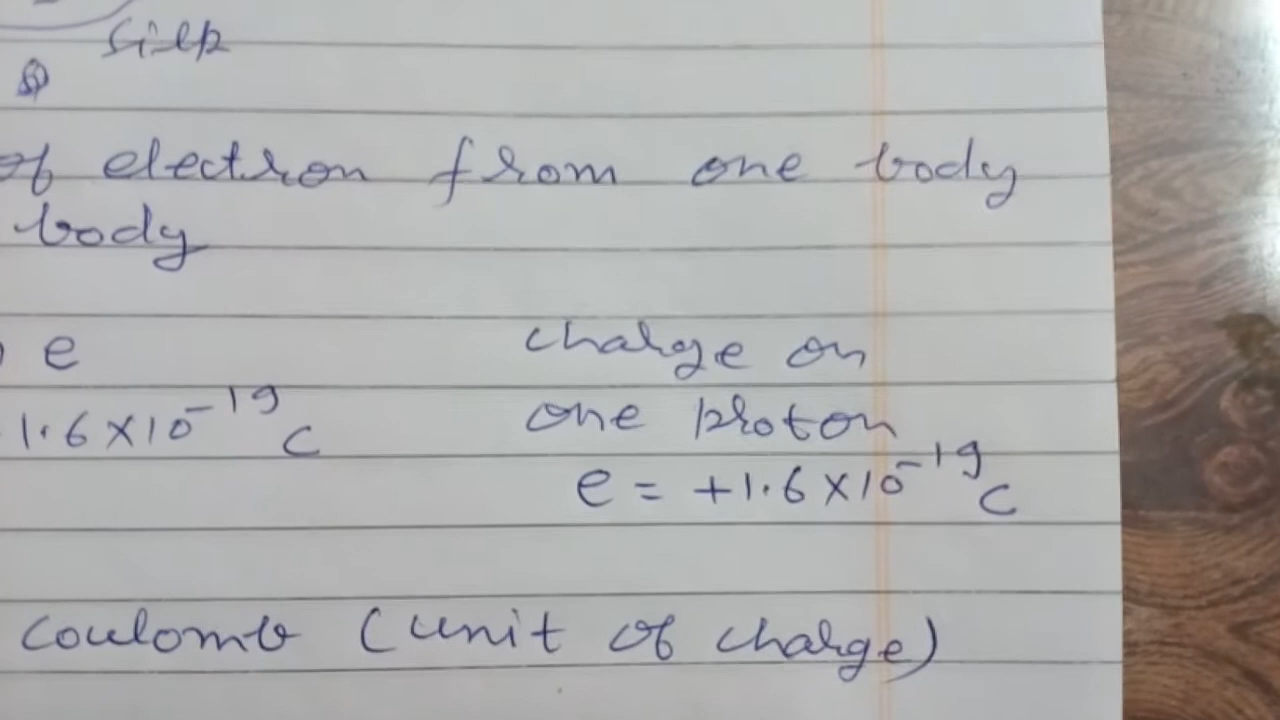 silk
of electron from one body
body
e
charge on
1.6×10⁻¹⁹ C
one proton
e = +1.6×10⁻¹⁹ C
coulomb (unit of charge)